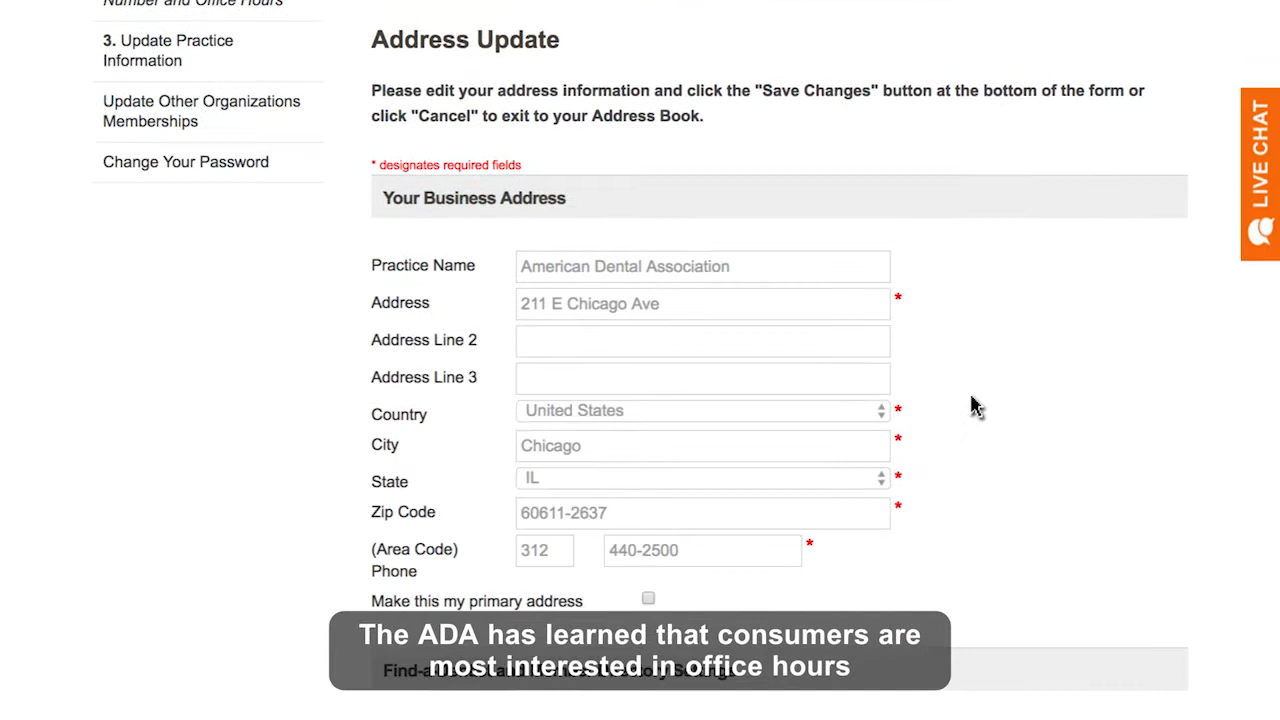 Number and Office Hours
3. Update Practice
Information
Update Other Organizations
Memberships
Change Your Password
Address Update
Please edit your address information and click the "Save Changes" button at the bottom of the form or
click "Cancel" to exit to your Address Book.
* designates required fields
Your Business Address
Practice Name American Dental Association
Address 211 E Chicago Ave *
Address Line 2
Address Line 3
Country United States *
City Chicago *
State IL *
Zip Code 60611-2637 *
(Area Code) 312 440-2500 *
Phone
Make this my primary address
The ADA has learned that consumers are
most interested in office hours
LIVE CHAT